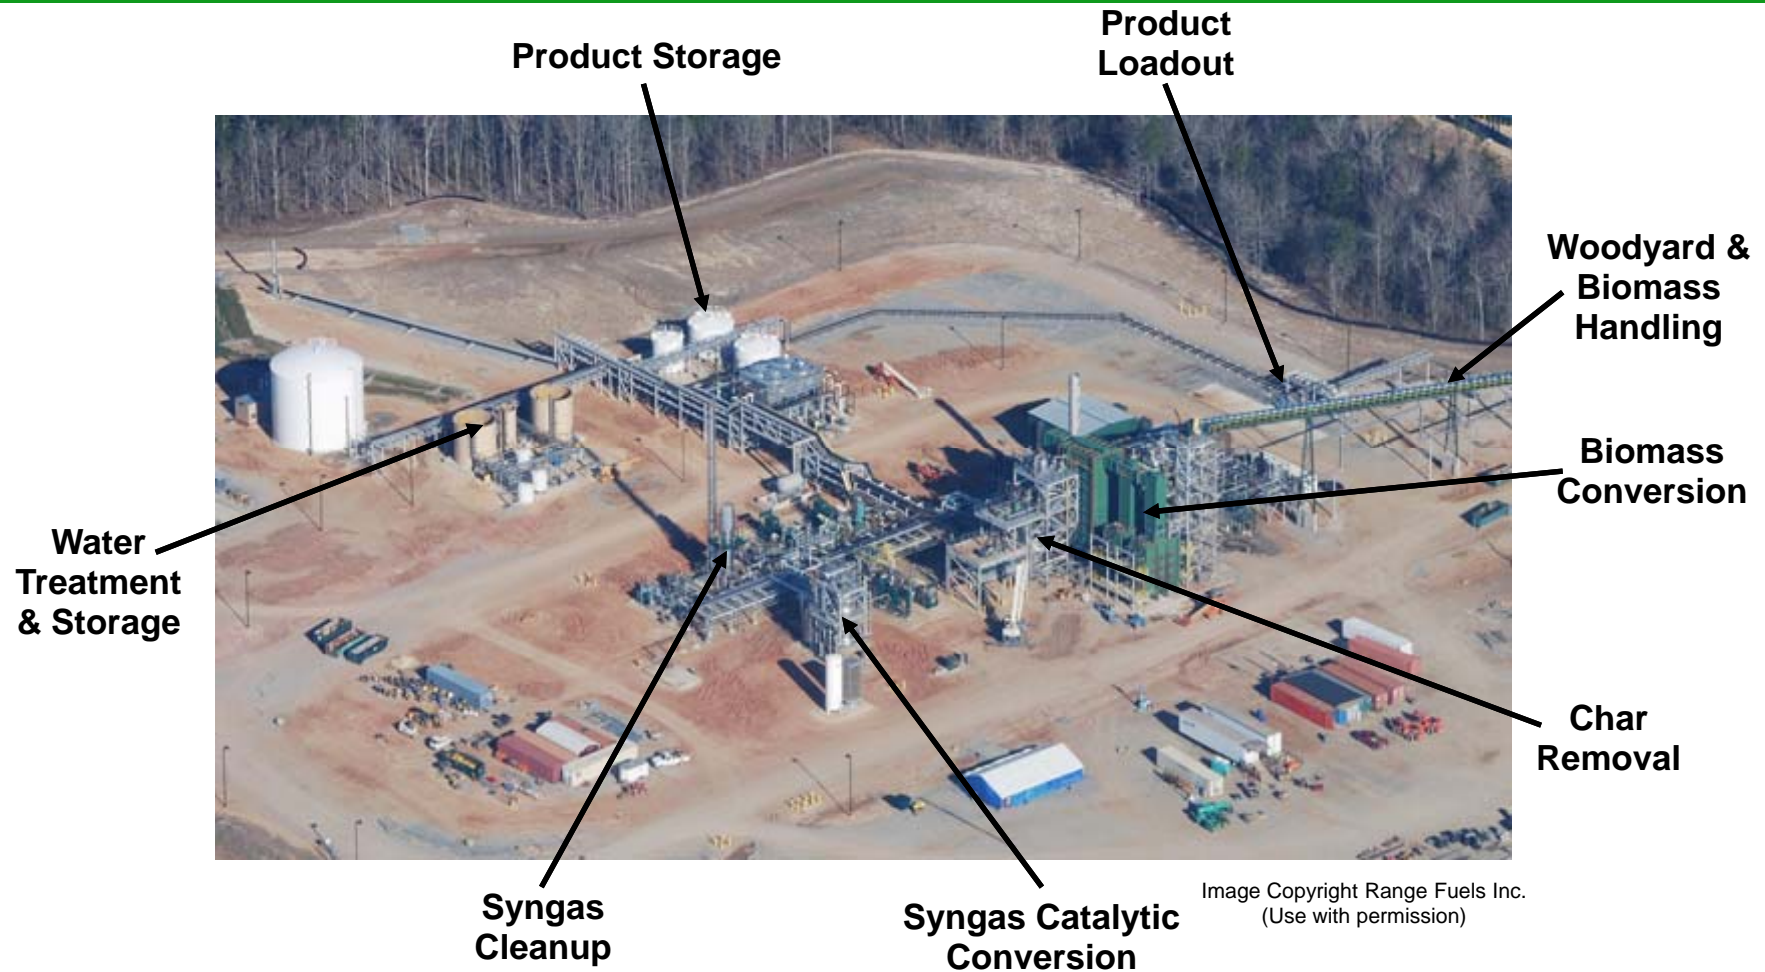 Product Storage
Product
Loadout
Woodyard &
Biomass
Handling
Biomass
Conversion
Water
Treatment
& Storage
Char
Removal
Syngas
Cleanup
Syngas Catalytic
Conversion
Image Copyright Range Fuels Inc.
(Use with permission)